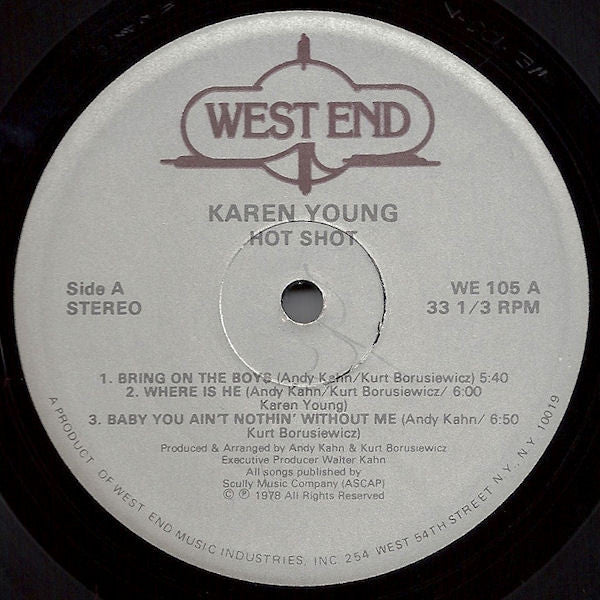 WEST END
KAREN YOUNG
HOT SHOT
Side A
STEREO
WE 105 A
33 1/3 RPM
1. BRING ON THE BOYS (Andy Kahn/Kurt Borusiewicz) 5:40
2. WHERE IS HE (Andy Kahn/Kurt Borusiewicz/ 6:00
Karen Young)
3. BABY YOU AIN'T NOTHIN' WITHOUT ME (Andy Kahn/ 6:50
Kurt Borusiewicz)
Produced & Arranged by Andy Kahn & Kurt Borusiewicz
Executive Producer Walter Kahn
All songs published by
Scully Music Company (ASCAP)
© ℗ 1978 All Rights Reserved
A PRODUCT OF WEST END MUSIC INDUSTRIES, INC. 254 WEST 54TH STREET N.Y., N.Y. 10019